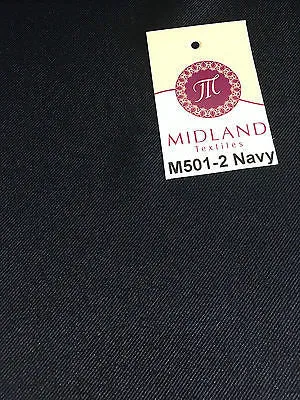 M
MIDLAND
Textiles
M501-2 Navy